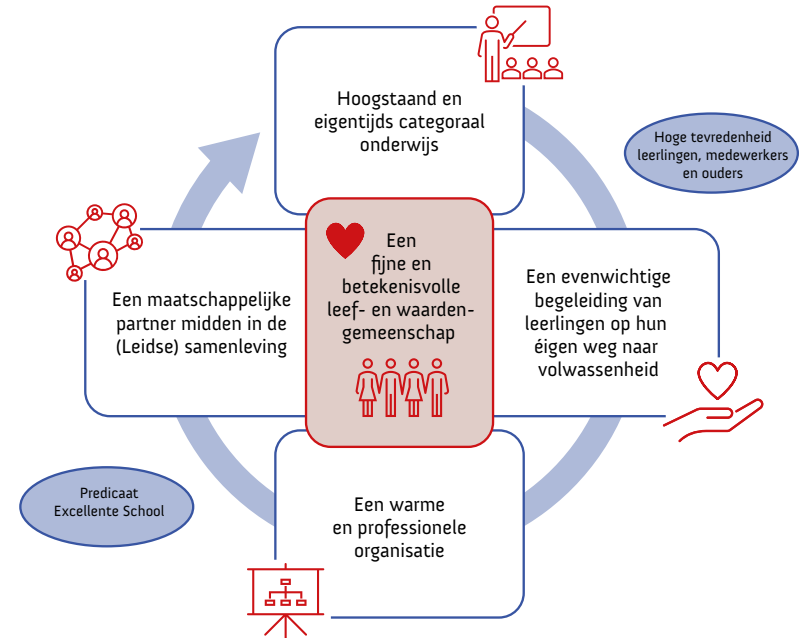 Hoogstaand en
eigentijds categoraal
onderwijs
Hoge tevredenheid
leerlingen, medewerkers
en ouders
Een maatschappelijke
partner midden in de
(Leidse) samenleving
Een
fijne en
betekenisvolle
leef- en waarden-
gemeenschap
Een evenwichtige
begeleiding van
leerlingen op hun
éigen weg naar
volwassenheid
Predicaat
Excellente School
Een warme
en professionele
organisatie